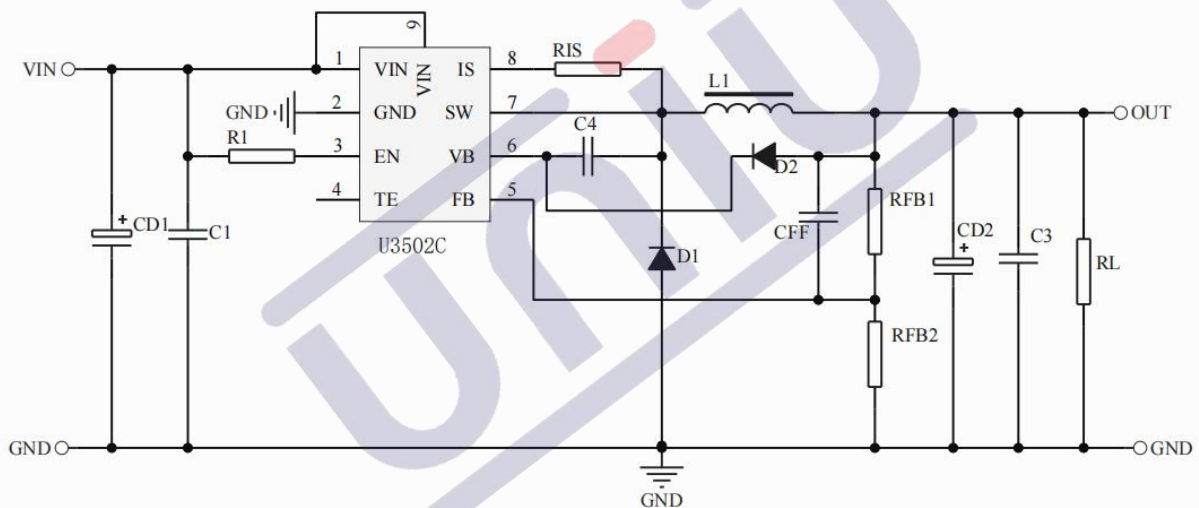 9
VIN
1
VIN
VIN
IS
8
RIS
L1
GND
2
GND
SW
7
OUT
R1
C4
3
EN
VB
6
D2
4
TE
FB
5
RFB1
+
CD1
C1
U3502C
CFF
CD2
+
C3
D1
RL
RFB2
GND
GND
GND
uniU